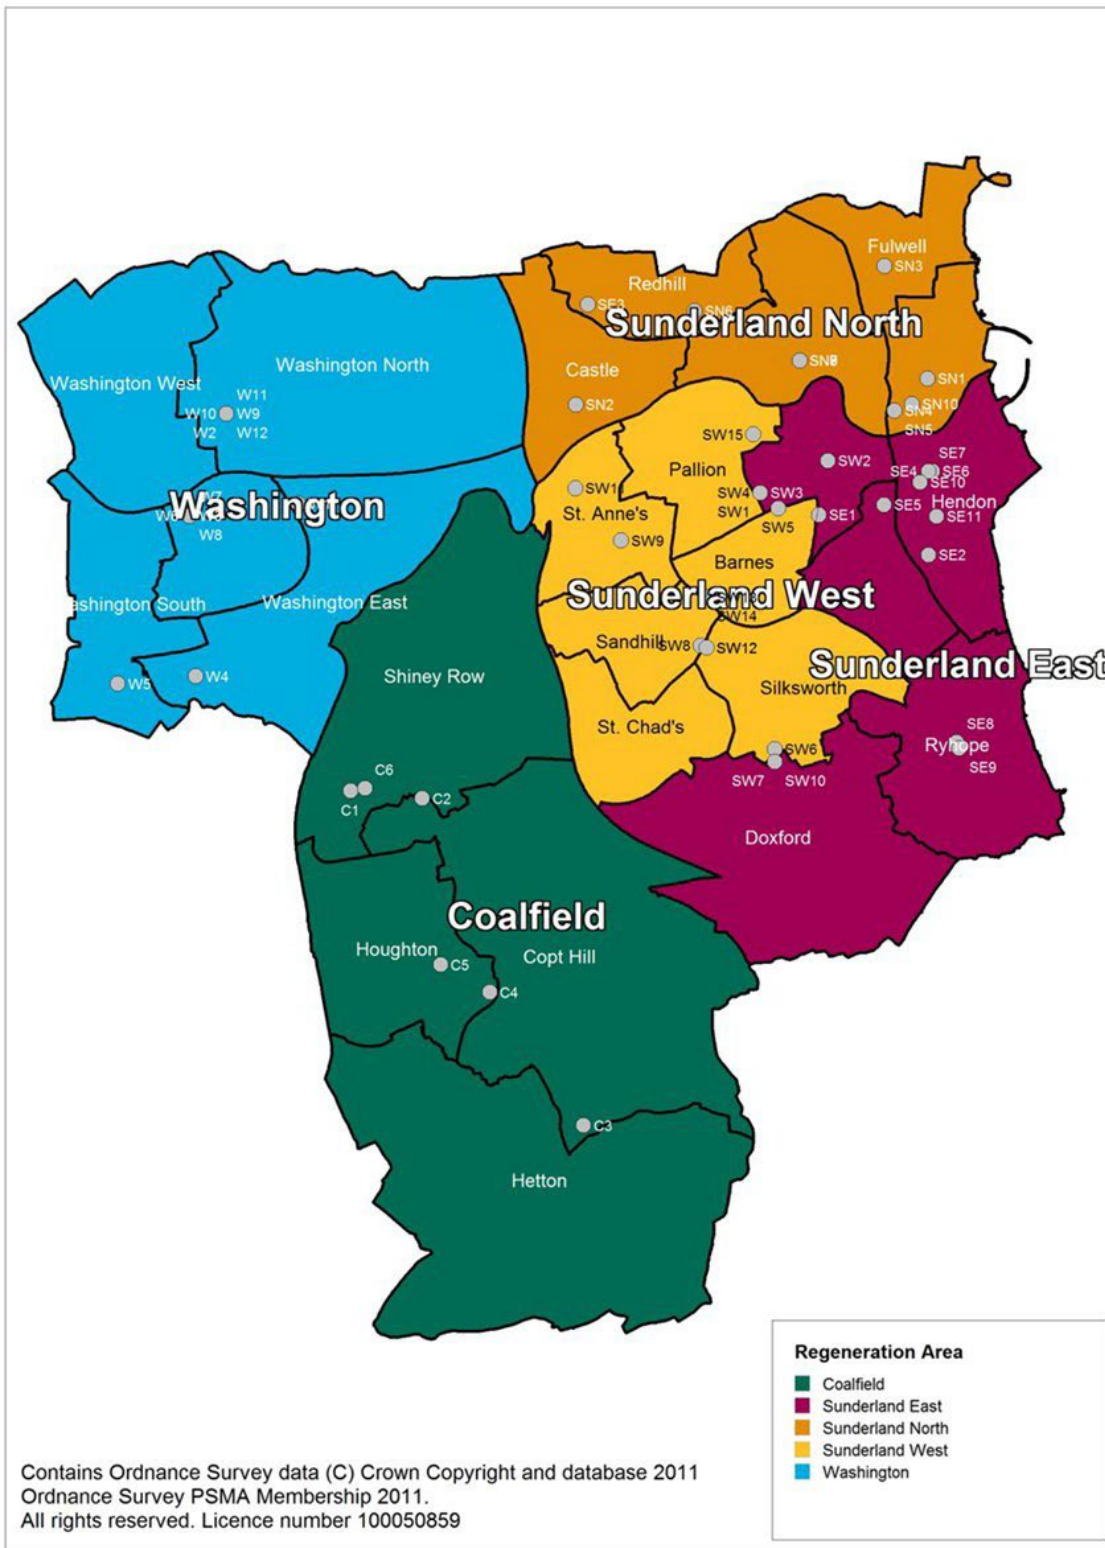 Fulwell
SN3
Redhill
SE3
SN6
Sunderland North
Washington North
Washington West
Castle
SN1
W11
W10
W9
W2
W12
SN2
SN10
SN4
SN5
SW15
Pallion
SW2
SE7
SE4
SE6
SE10
Hendon
SW11
SW4
SW3
SW1
SW5
SE1
SE5
SE11
St. Anne's
Washington
W8
SW9
Barnes
SE2
Sunderland West
Washington East
ashington South
SW14
Sandhill
SW8
SW12
Sunderland East
Shiney Row
W4
W5
Silksworth
St. Chad's
SE8
Ryhope
SE9
SW6
SW7
SW10
C6
C1
C2
Doxford
Coalfield
Houghton
Copt Hill
C5
C4
C3
Hetton
Regeneration Area
Coalfield
Sunderland East
Sunderland North
Sunderland West
Washington
Contains Ordnance Survey data (C) Crown Copyright and database 2011
Ordnance Survey PSMA Membership 2011.
All rights reserved. Licence number 100050859